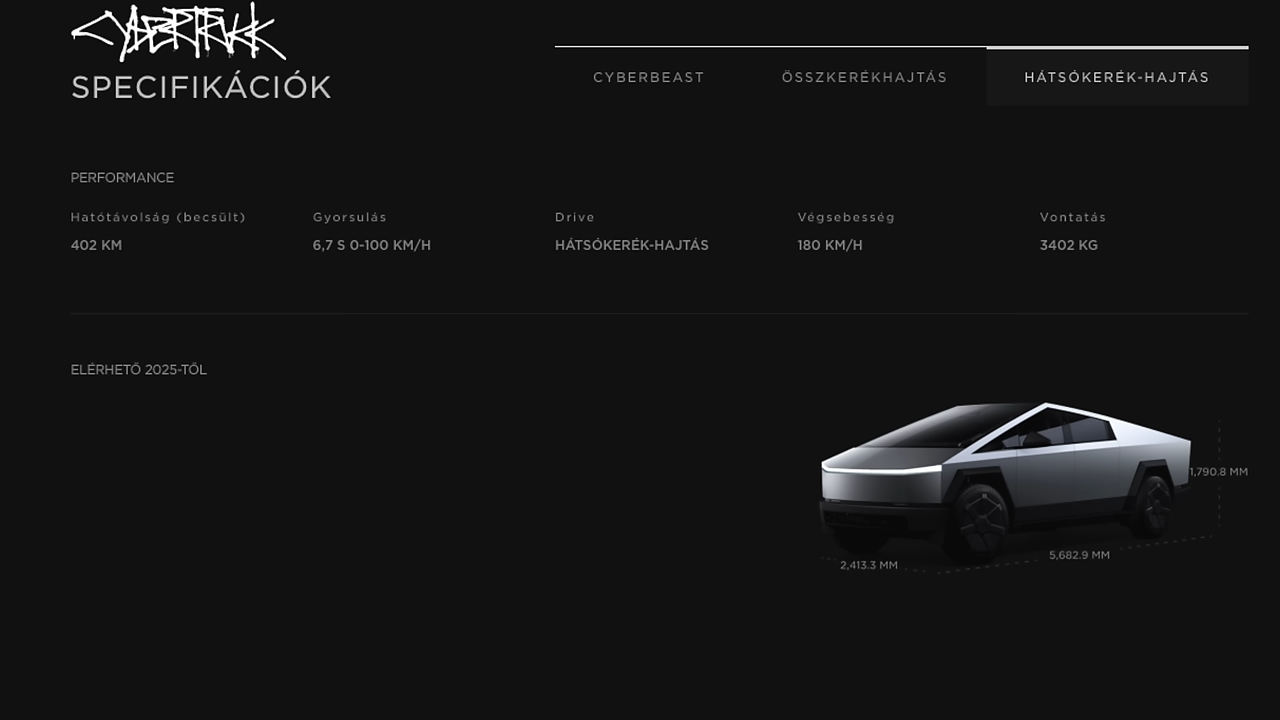 CYBERTRUCK
SPECIFIKÁCIÓK
CYBERBEAST ÖSSZKERÉKHAJTÁS HÁTSÓKERÉK-HAJTÁS
PERFORMANCE
Hatótávolság (becsült) Gyorsulás Drive Végsebesség Vontatás
402 KM 6,7 S 0-100 KM/H HÁTSÓKERÉK-HAJTÁS 180 KM/H 3402 KG
ELÉRHETŐ 2025-TŐL
1,790.8 MM
5,682.9 MM
2,413.3 MM